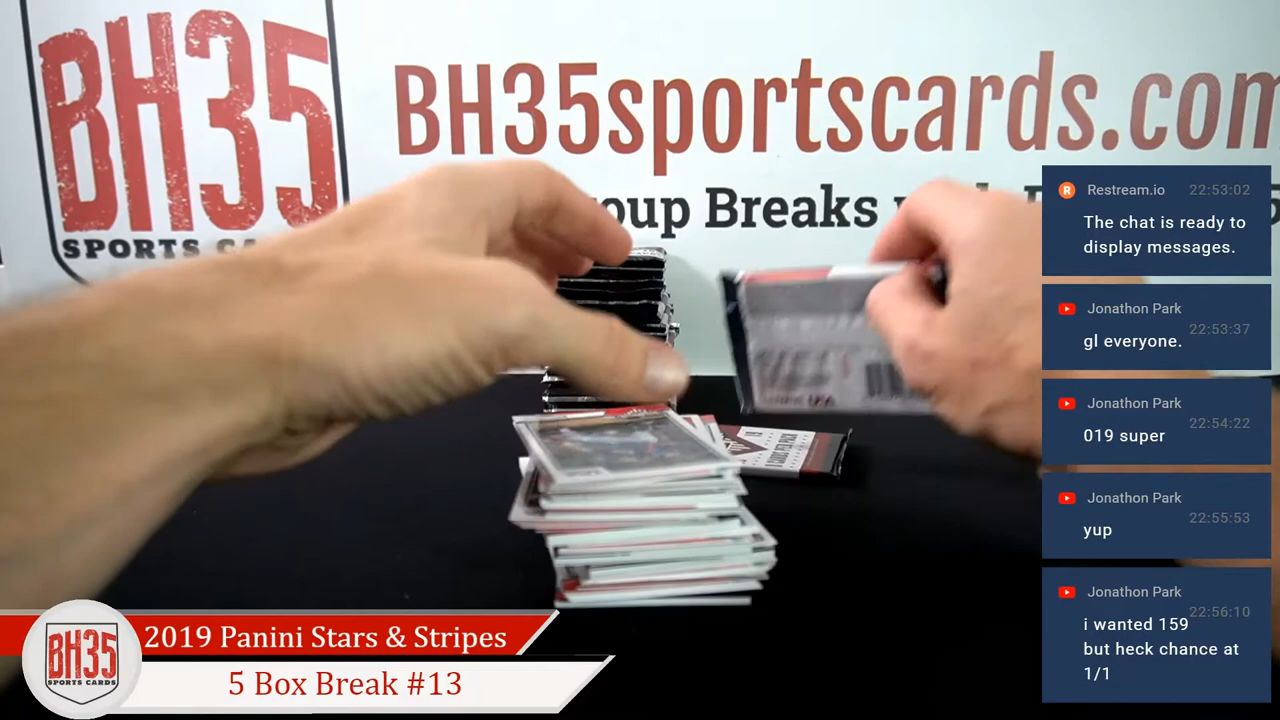 BH35
SPORTS CA
BH35sportscards.com
oup Breaks
Restream.io 22:53:02
The chat is ready to
display messages.
Jonathon Park
22:53:37
gl everyone.
Jonathon Park
22:54:22
019 super
Jonathon Park
22:55:53
yup
Jonathon Park
22:56:10
i wanted 159
but heck chance at
1/1
2019 Panini Stars & Stripes
5 Box Break #13
BH35
SPORTS CARDS